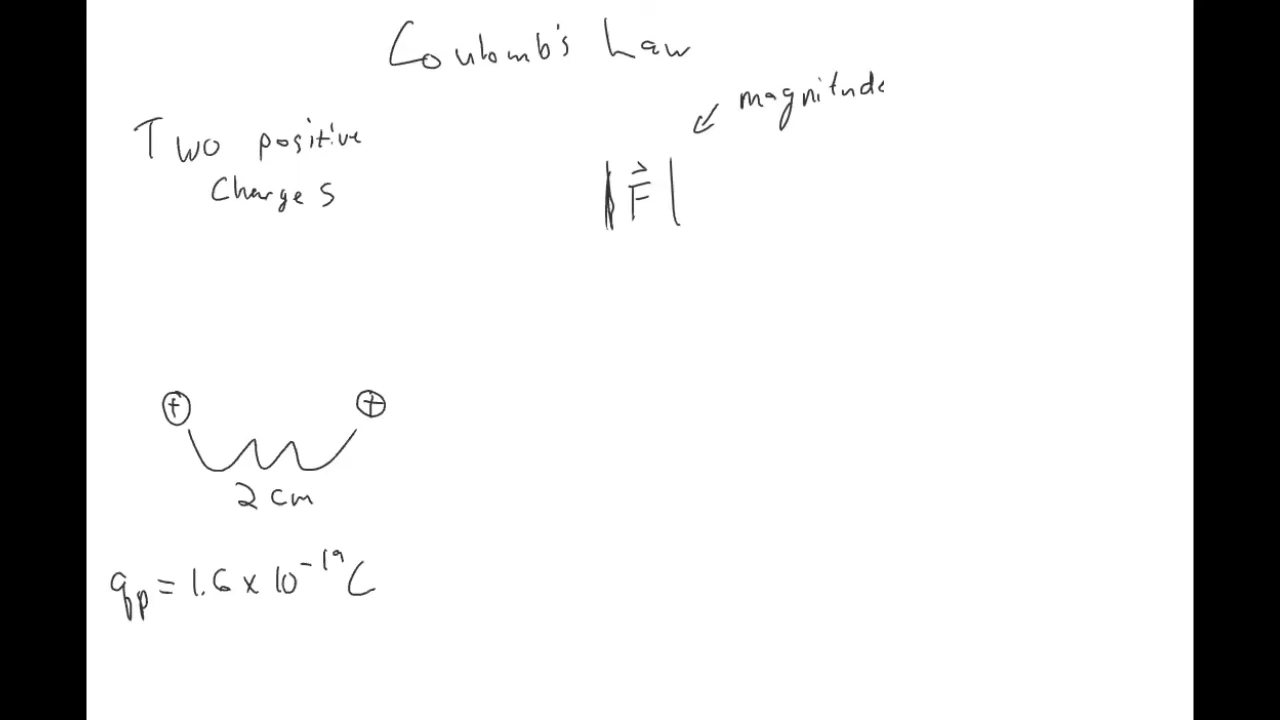 Coulomb's Law
magnitude
Two positive
Charges
|F⃗|
+ +
2 cm
qp = 1.6 x 10⁻¹⁹ C